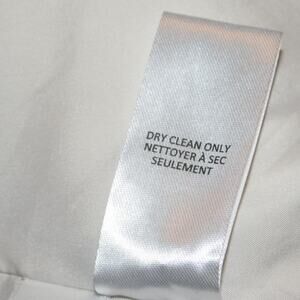 DRY CLEAN ONLY
NETTOYER À SEC
SEULEMENT